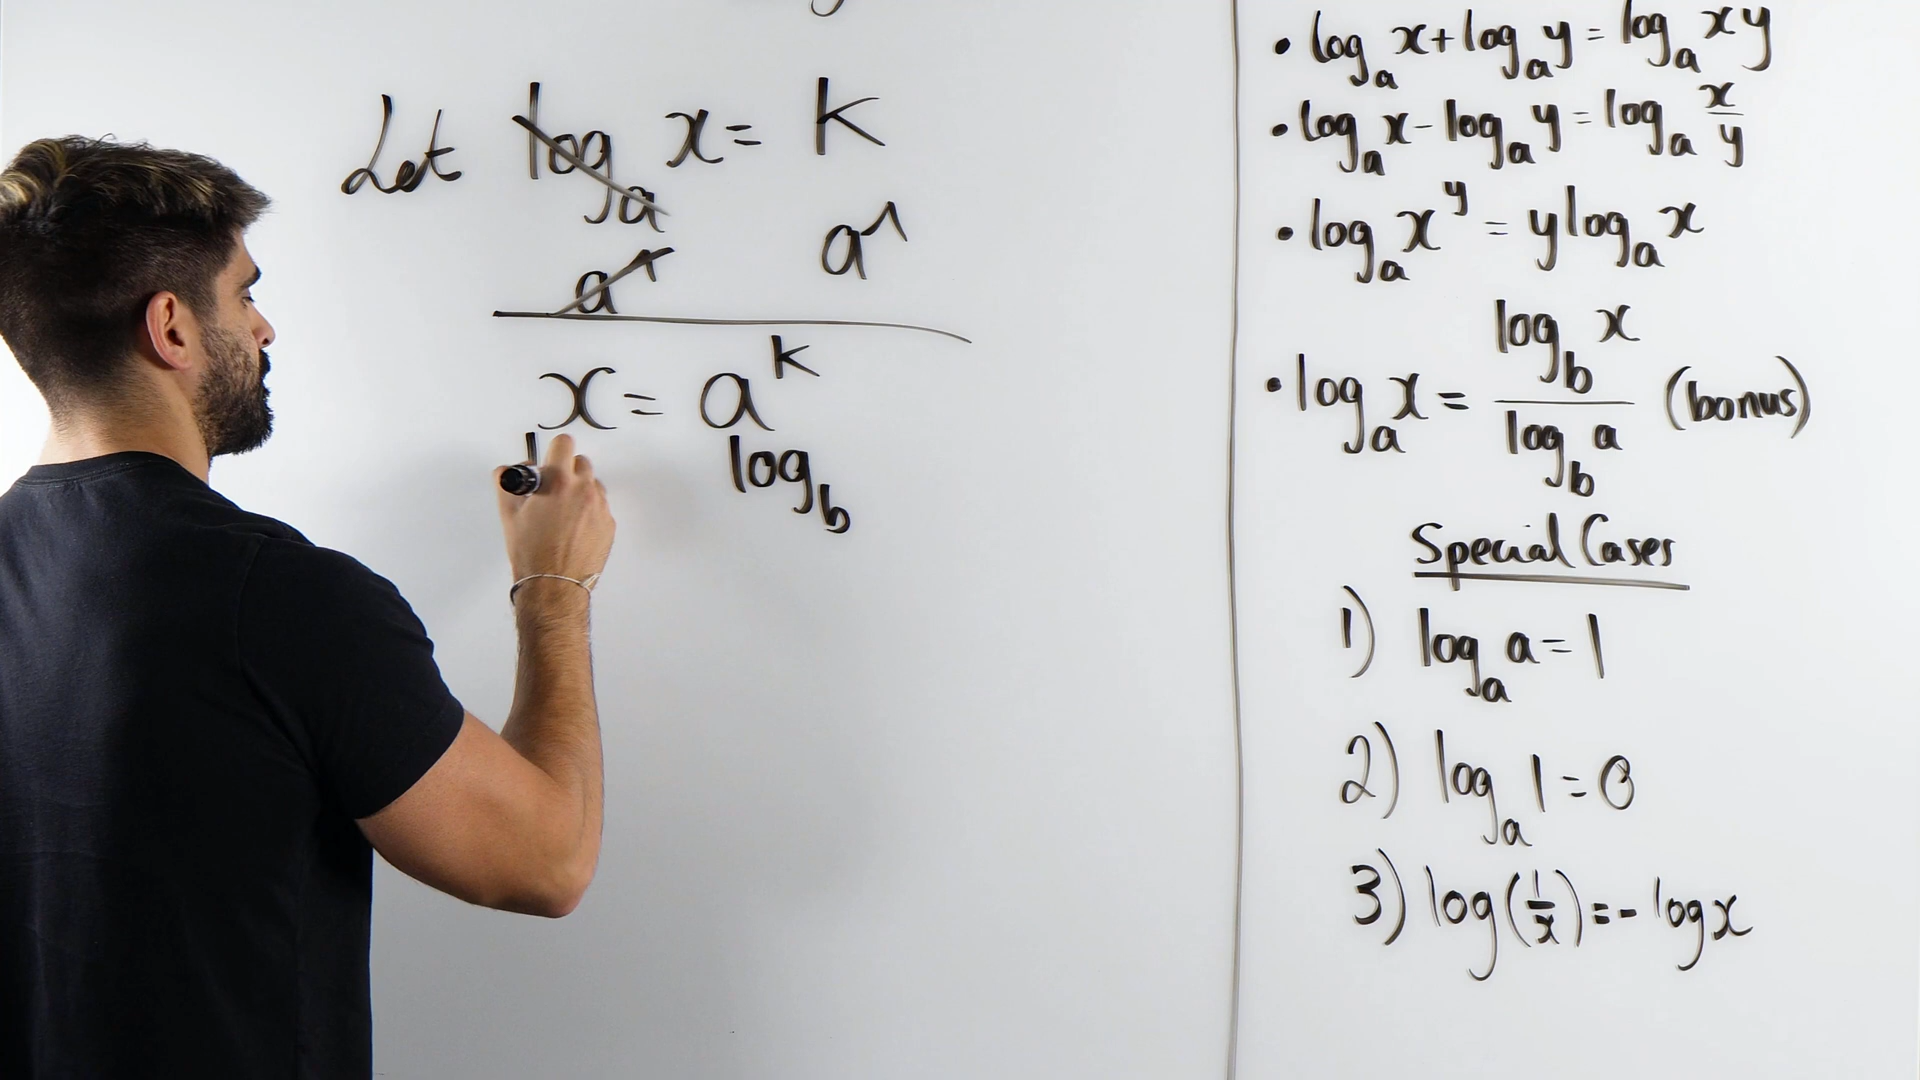 Let log_a x = k
a^ a^
x = a^k
l log_b
• log_a x + log_a y = log_a xy
• log_a x - log_a y = log_a x/y
• log_a x^y = y log_a x
• log_a x = log_b x / log_b a (bonus)
Special Cases
1) log_a a = 1
2) log_a 1 = 0
3) log(1/x) = - log x